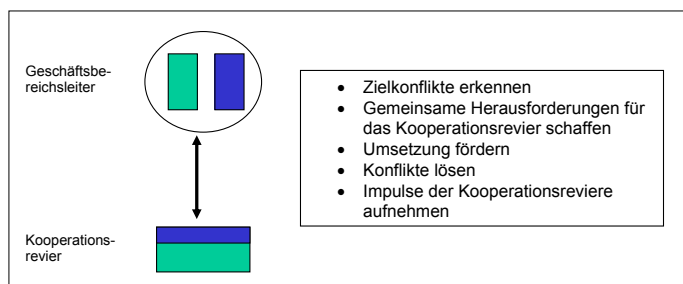 Geschäftsbe-
reichsleiter
• Zielkonflikte erkennen
• Gemeinsame Herausforderungen für
das Kooperationsrevier schaffen
• Umsetzung fördern
• Konflikte lösen
• Impulse der Kooperationsreviere
aufnehmen
Kooperations-
revier